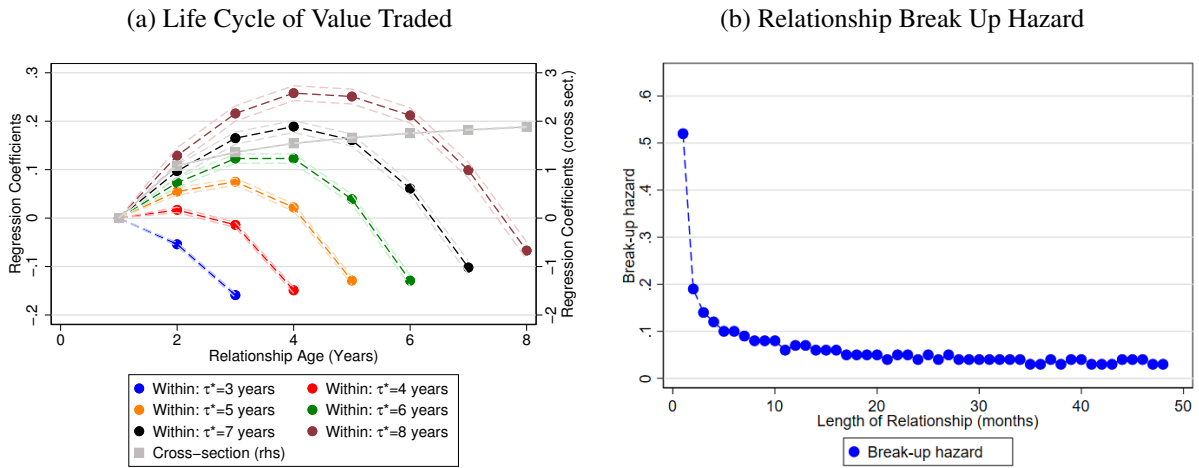 (a) Life Cycle of Value Traded
.3
.2
.1
0
-.1
-.2
Regression Coefficients
3
2
1
0
-1
-2
Regression Coefficients (cross sect.)
0 2 4 6 8
Relationship Age (Years)
Within: τ*=3 years Within: τ*=4 years
Within: τ*=5 years Within: τ*=6 years
Within: τ*=7 years Within: τ*=8 years
Cross−section (rhs)
(b) Relationship Break Up Hazard
.6
.5
.4
.3
.2
.1
0
Break-up hazard
0 10 20 30 40 50
Length of Relationship (months)
Break-up hazard